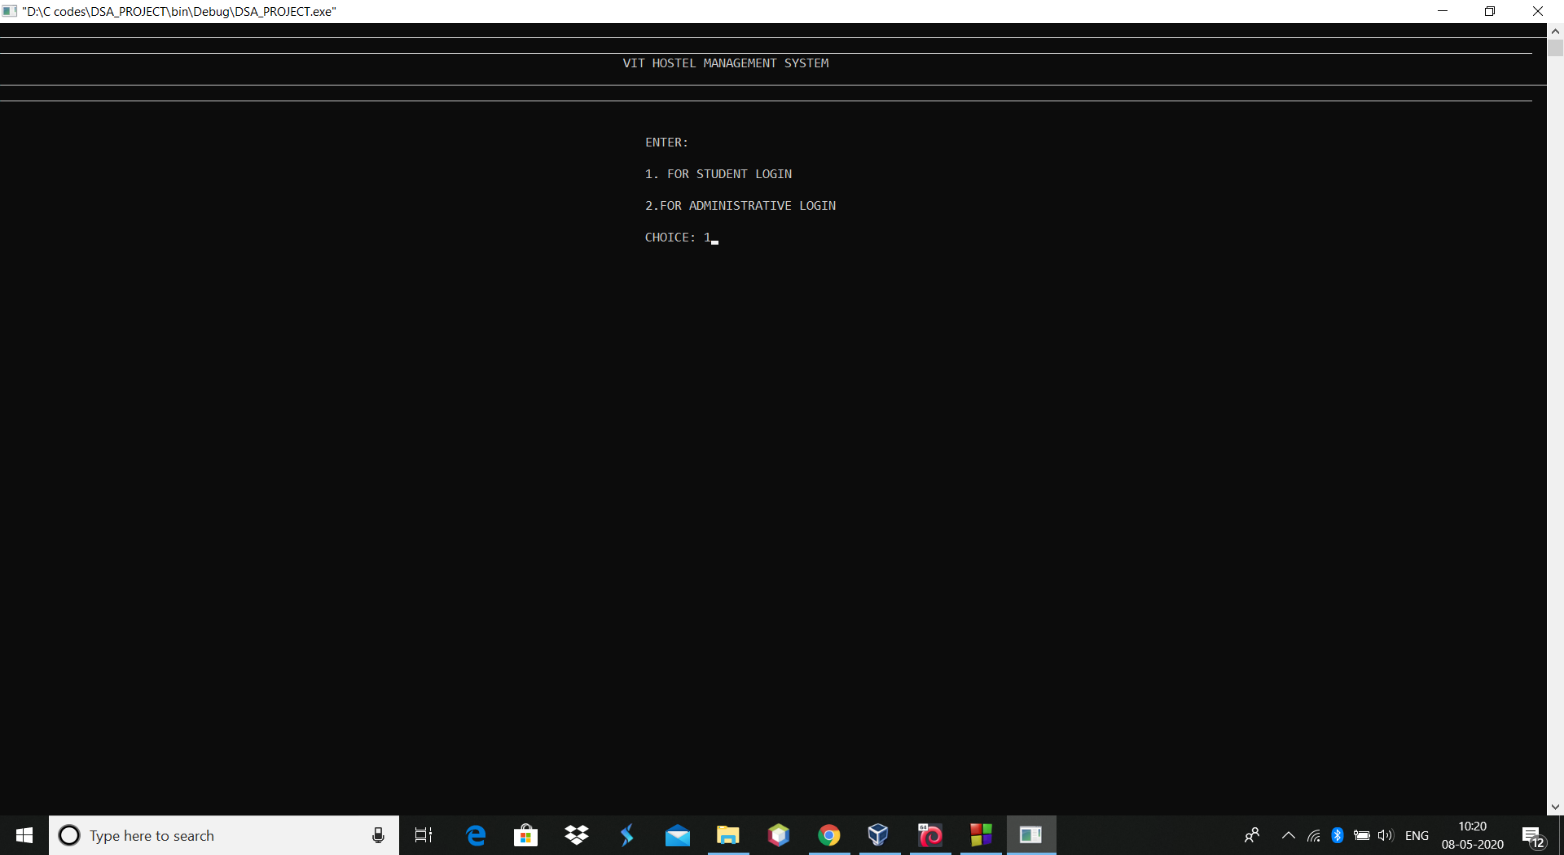 "D:\C codes\DSA_PROJECT\bin\Debug\DSA_PROJECT.exe"
VIT HOSTEL MANAGEMENT SYSTEM
ENTER:
1. FOR STUDENT LOGIN
2.FOR ADMINISTRATIVE LOGIN
CHOICE: 1
Type here to search
64
ENG
10:20
08-05-2020
12